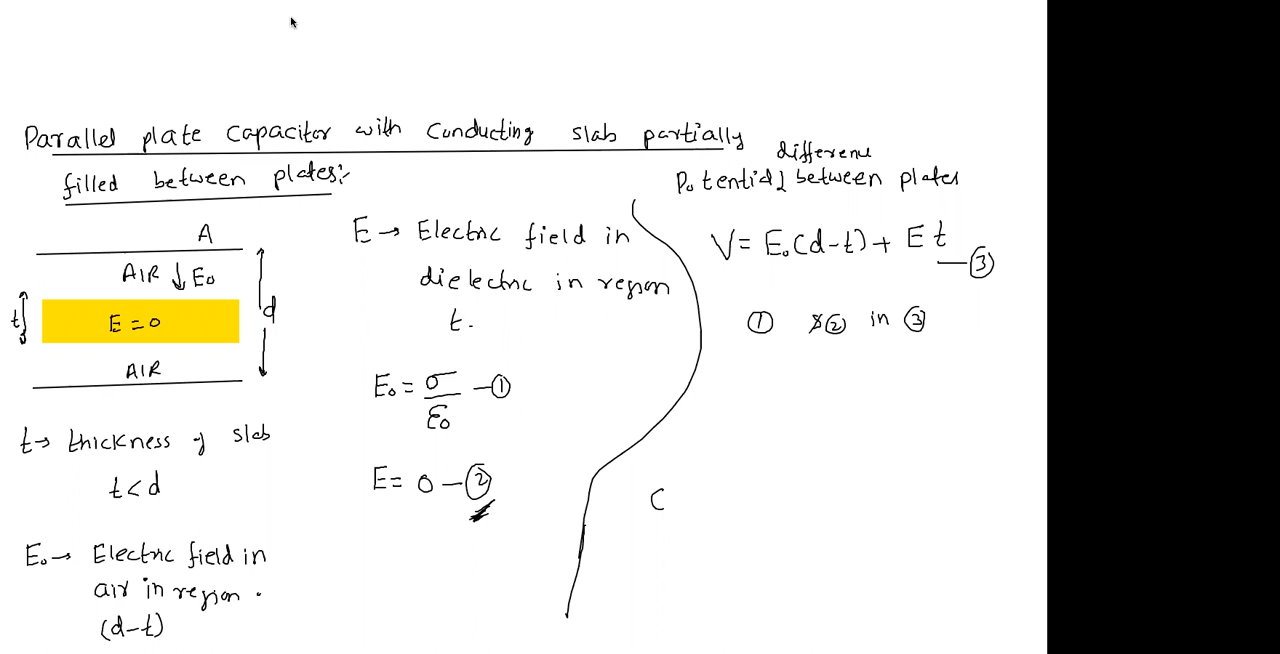 Parallel plate capacitor with conducting slab partially
filled between plates:-
A
AIR ↓ E₀
t
E = 0
d
AIR
t → thickness of slab
t < d
E₀ → Electric field in
air in region .
(d-t)
E → Electric field in
dielectric in region
t.
E₀ = σ/ε₀ — ①
E = 0 — ②
difference
Potential between plates
V = E₀(d-t) + E t — ③
① & ② in ③
C